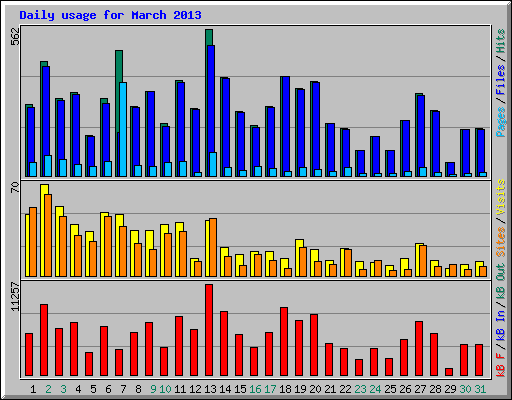 Daily usage for March 2013
562
Pages / Files / Hits
70
Sites / Visits
11257
kB F / kB In / kB Out
1 2 3 4 5 6 7 8 9 10 11 12 13 14 15 16 17 18 19 20 21 22 23 24 25 26 27 28 29 30 31